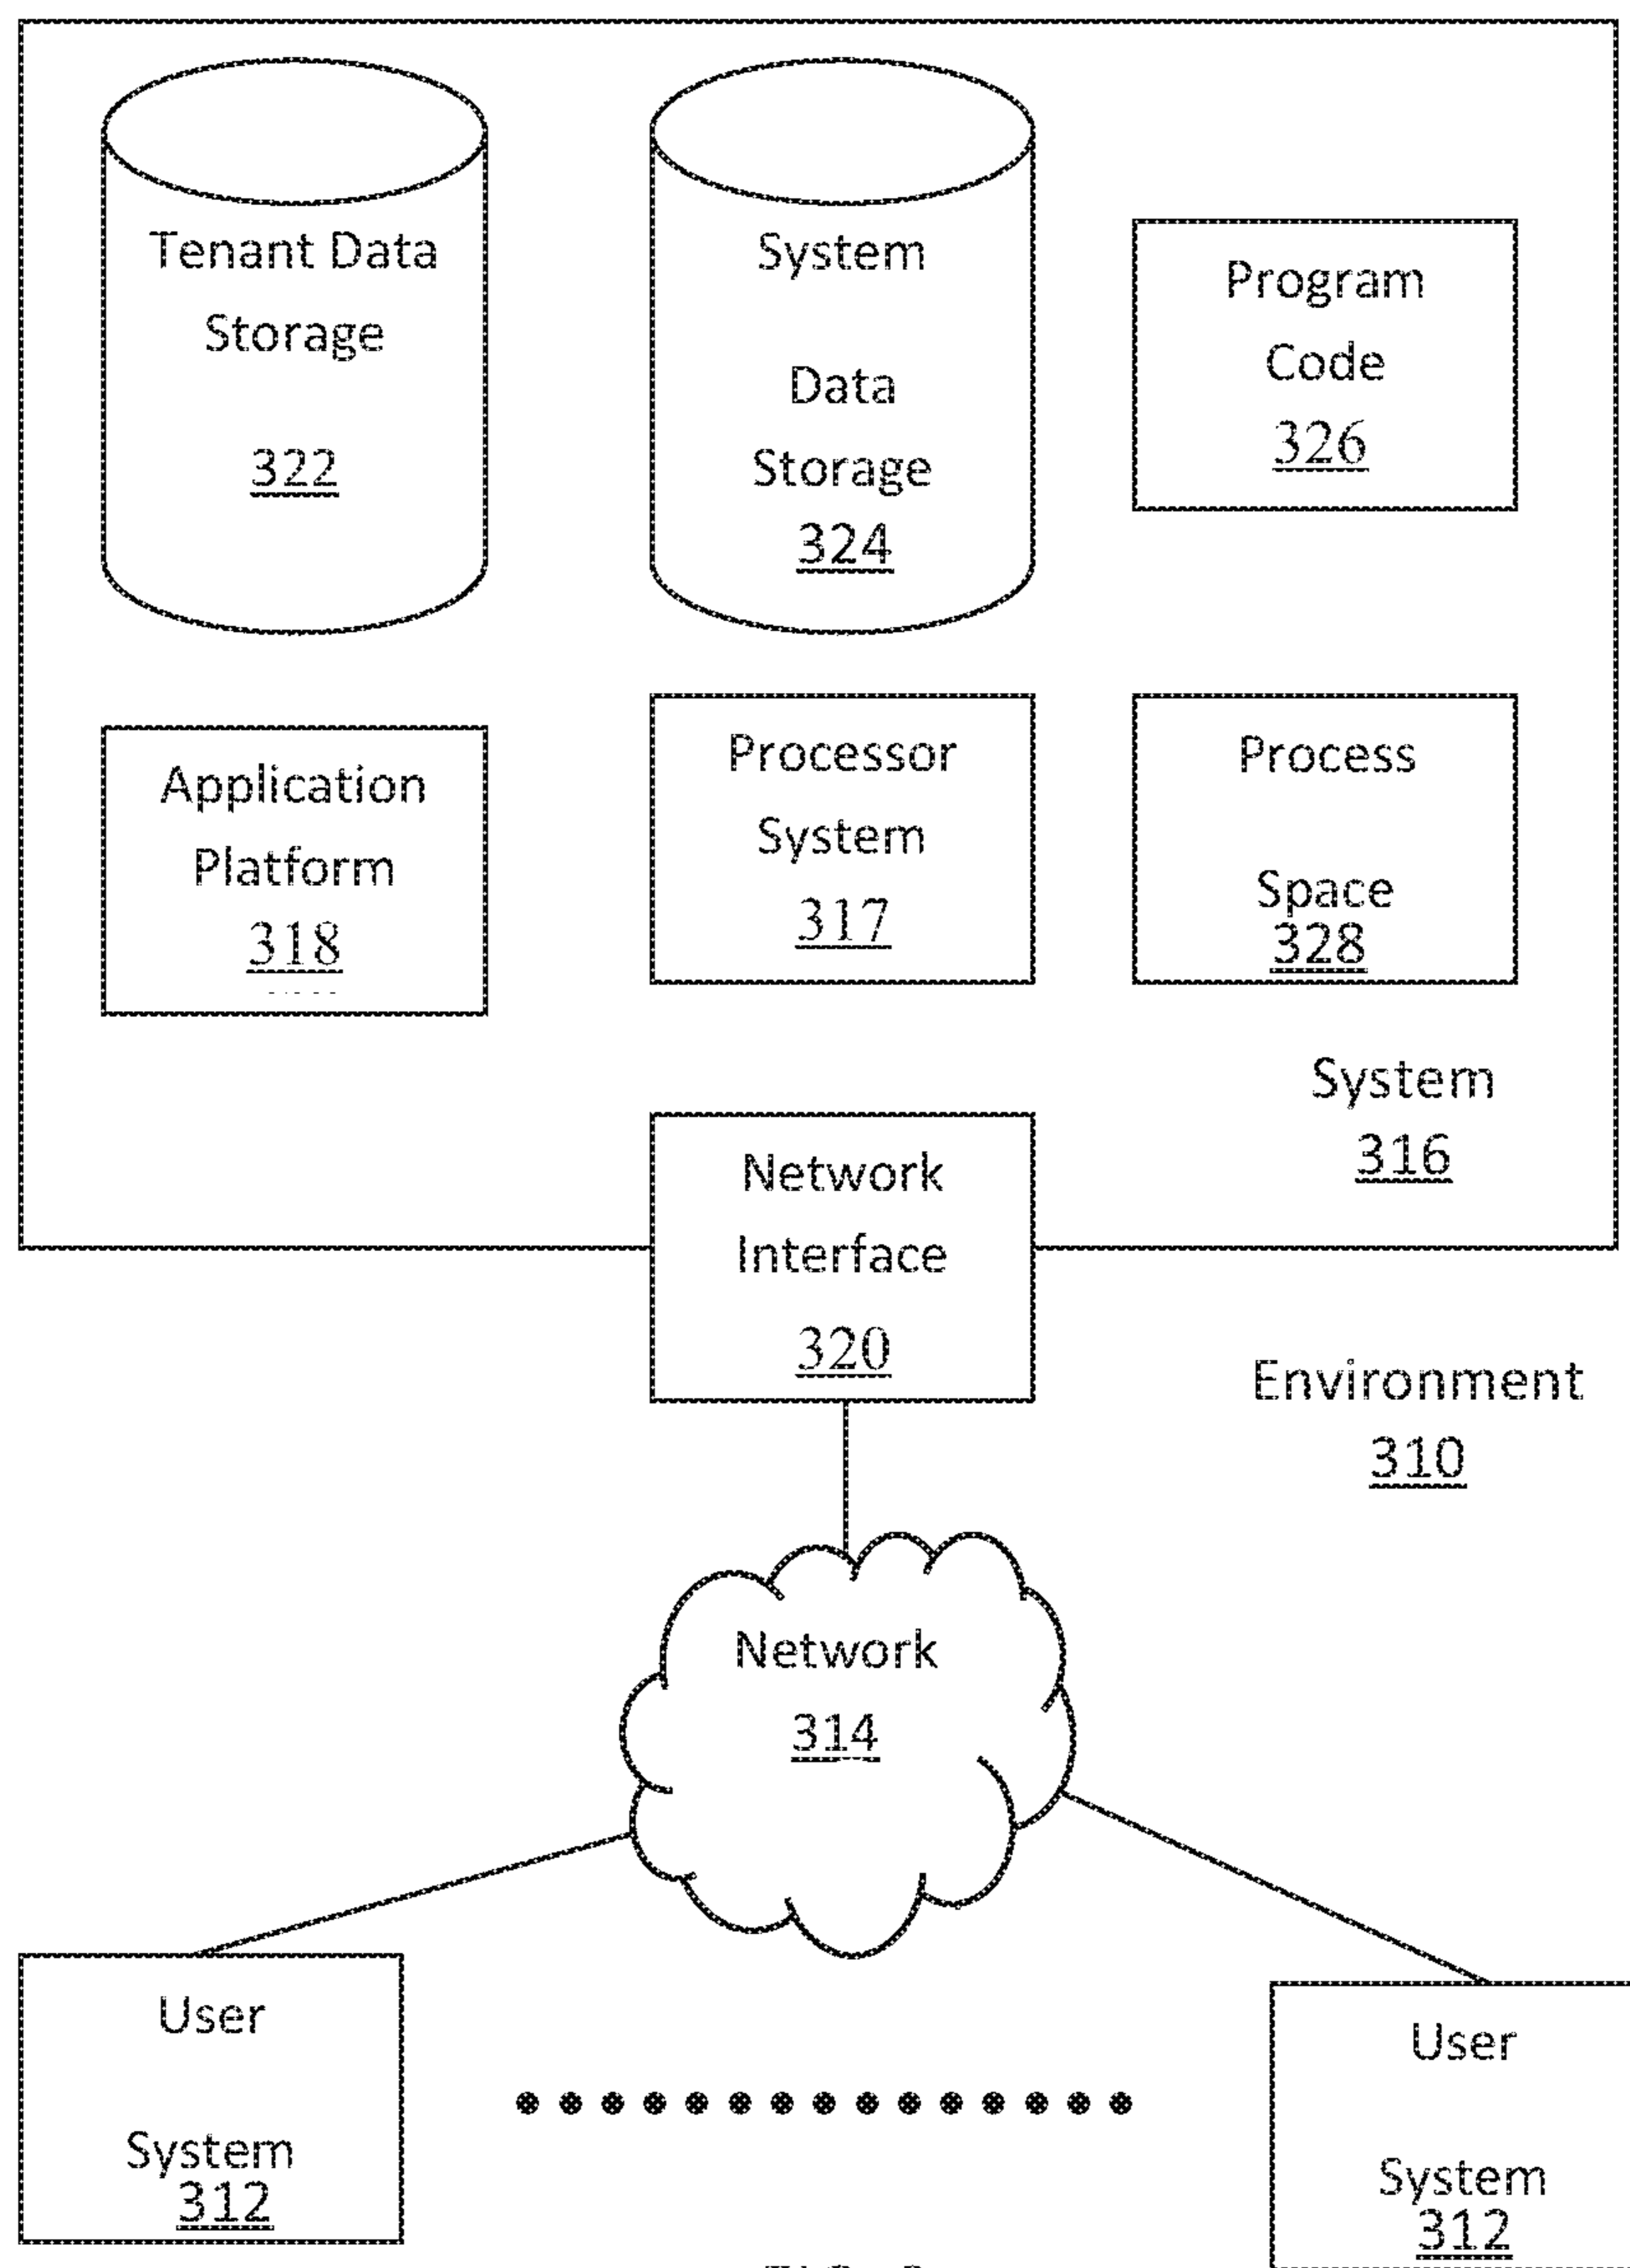 Tenant Data
Storage
322
System
Data
Storage
324
Program
Code
326
Application
Platform
318
Processor
System
317
Process
Space
328
System
316
Network
Interface
320
Environment
310
Network
314
User
System
312
User
System
312